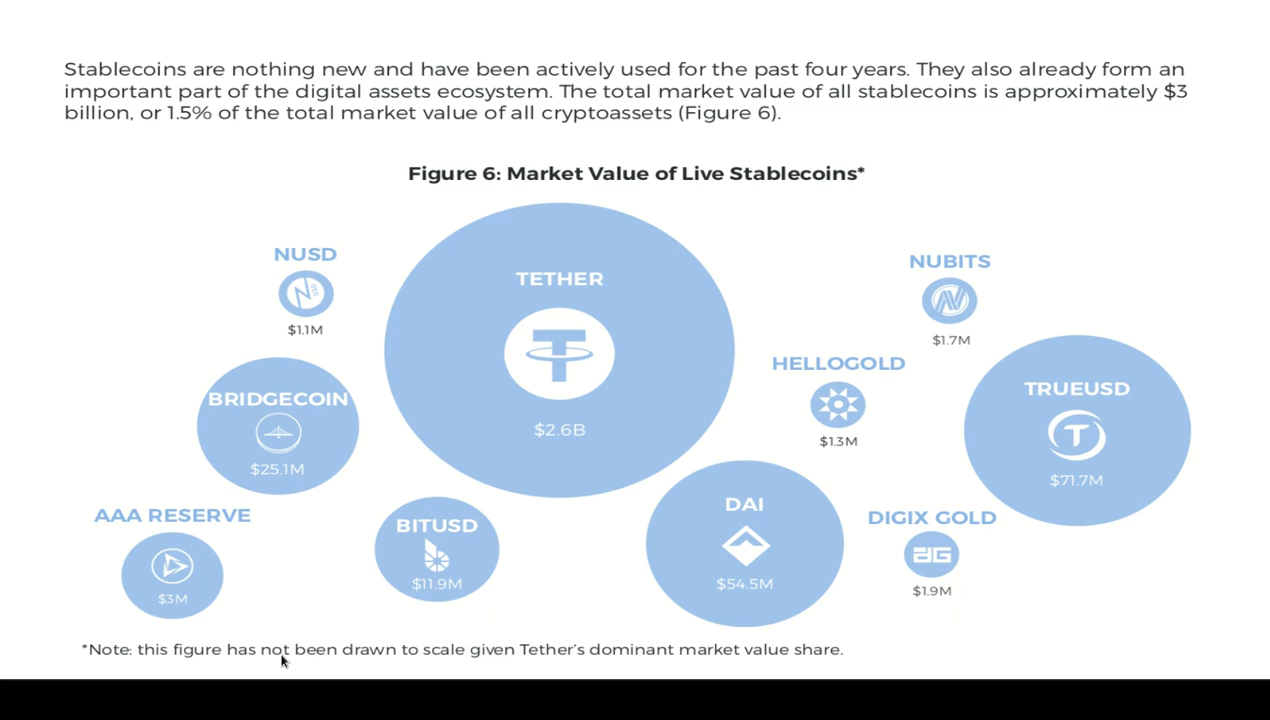 Stablecoins are nothing new and have been actively used for the past four years. They also already form an
important part of the digital assets ecosystem. The total market value of all stablecoins is approximately $3
billion, or 1.5% of the total market value of all cryptoassets (Figure 6).
Figure 6: Market Value of Live Stablecoins*
NUSD
$1.1M
TETHER
$2.6B
NUBITS
$1.7M
HELLOGOLD
$1.3M
TRUEUSD
$71.7M
BRIDGECOIN
$25.1M
AAA RESERVE
$3M
BITUSD
$11.9M
DAI
$54.5M
DIGIX GOLD
$1.9M
*Note: this figure has not been drawn to scale given Tether's dominant market value share.